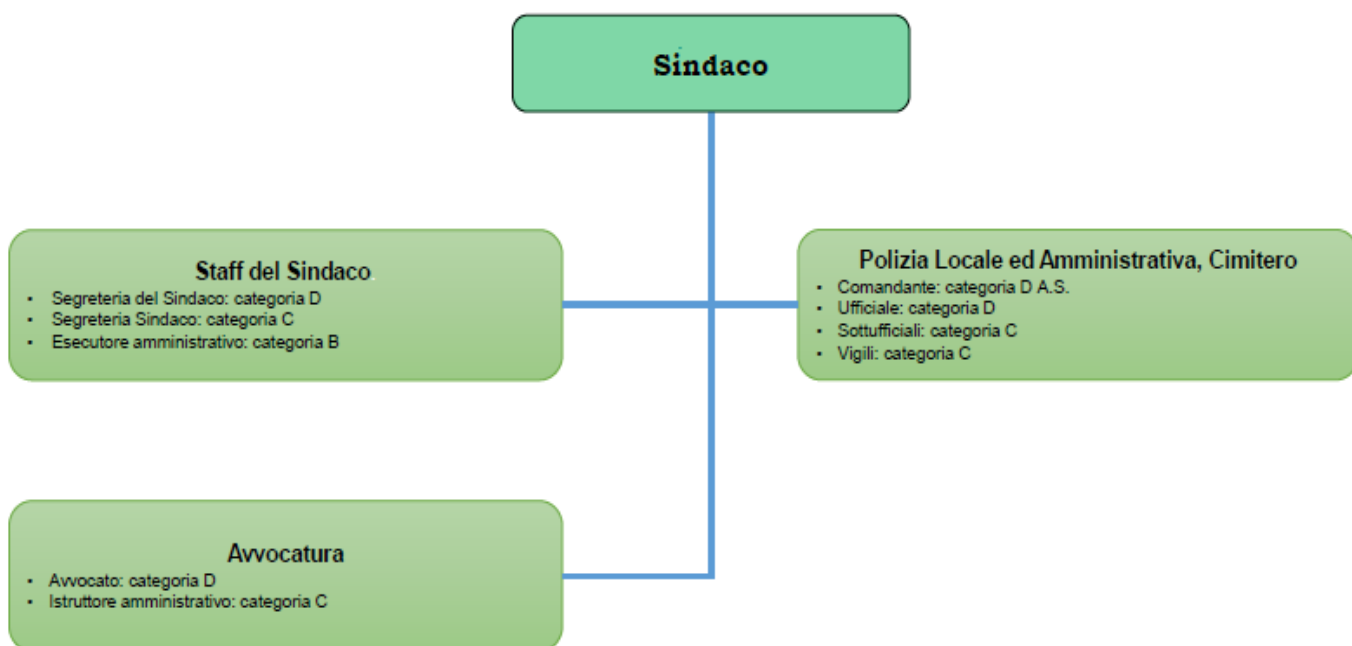 Sindaco
Staff del Sindaco
• Segreteria del Sindaco: categoria D
• Segreteria Sindaco: categoria C
• Esecutore amministrativo: categoria B
Polizia Locale ed Amministrativa, Cimitero
• Comandante: categoria D A.S.
• Ufficiale: categoria D
• Sottufficiali: categoria C
• Vigili: categoria C
Avvocatura
• Avvocato: categoria D
• Istruttore amministrativo: categoria C